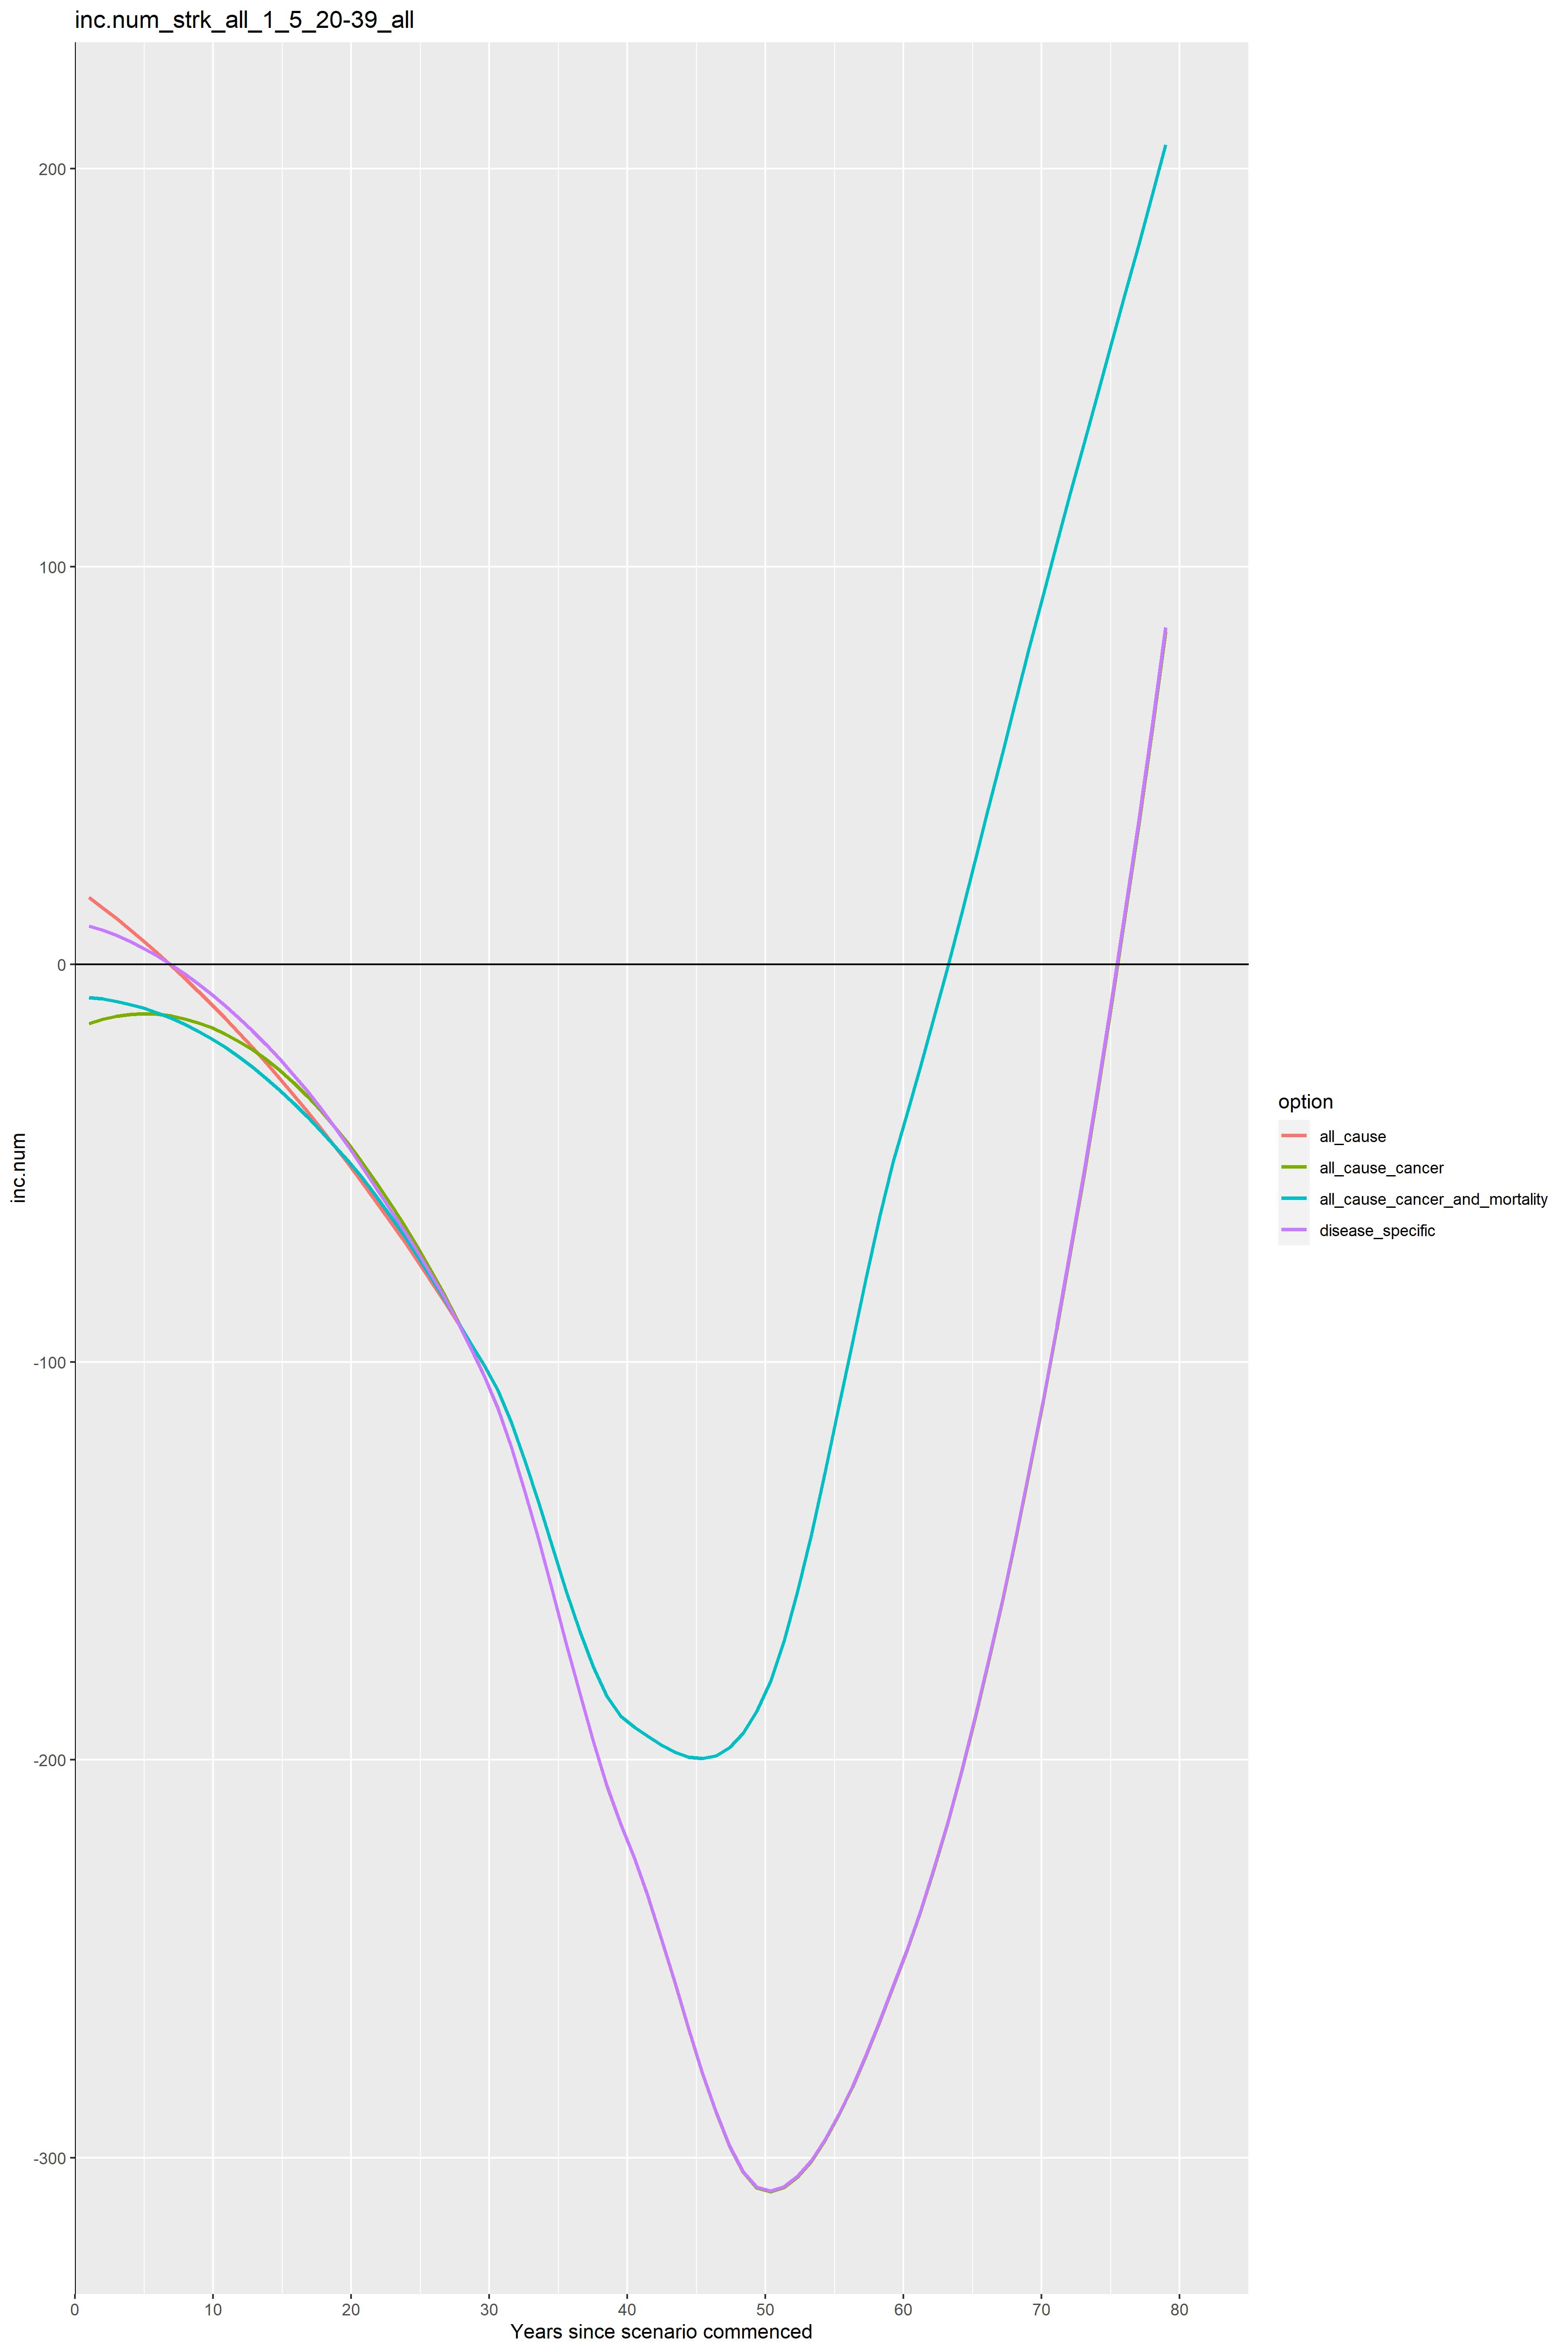 inc.num_strk_all_1_5_20-39_all
200
100
0
-100
-200
-300
inc.num
0 10 20 30 40 50 60 70 80
Years since scenario commenced
option
all_cause
all_cause_cancer
all_cause_cancer_and_mortality
disease_specific